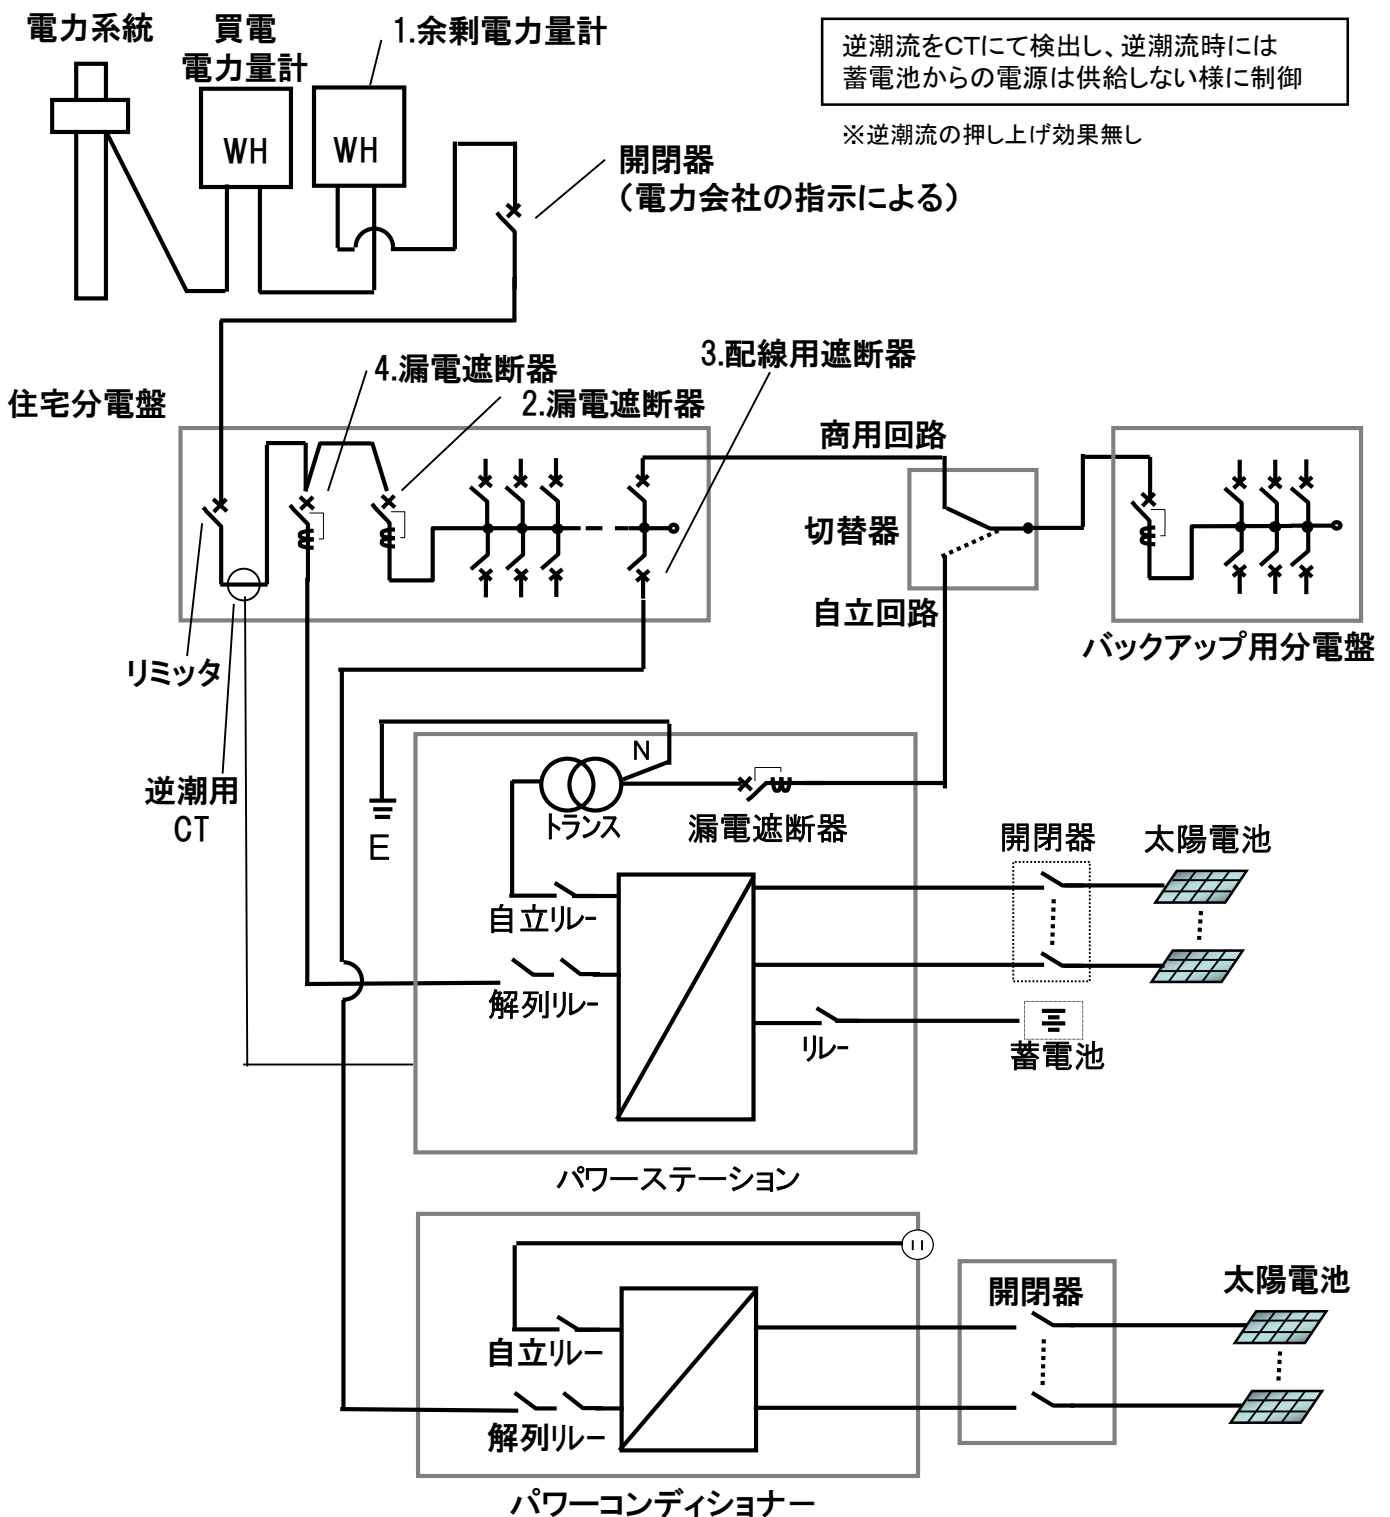 電力系統
買電
電力量計
1.余剰電力量計
逆潮流をCTにて検出し、逆潮流時には
蓄電池からの電源は供給しない様に制御
※逆潮流の押し上げ効果無し
WH
WH
開閉器
(電力会社の指示による)
住宅分電盤
4.漏電遮断器
2.漏電遮断器
3.配線用遮断器
商用回路
切替器
自立回路
バックアップ用分電盤
リミッタ
逆潮用
CT
N
E
トランス
漏電遮断器
開閉器
太陽電池
自立リレー
解列リレー
リレー
蓄電池
パワーステーション
開閉器
太陽電池
自立リレー
解列リレー
パワーコンディショナー